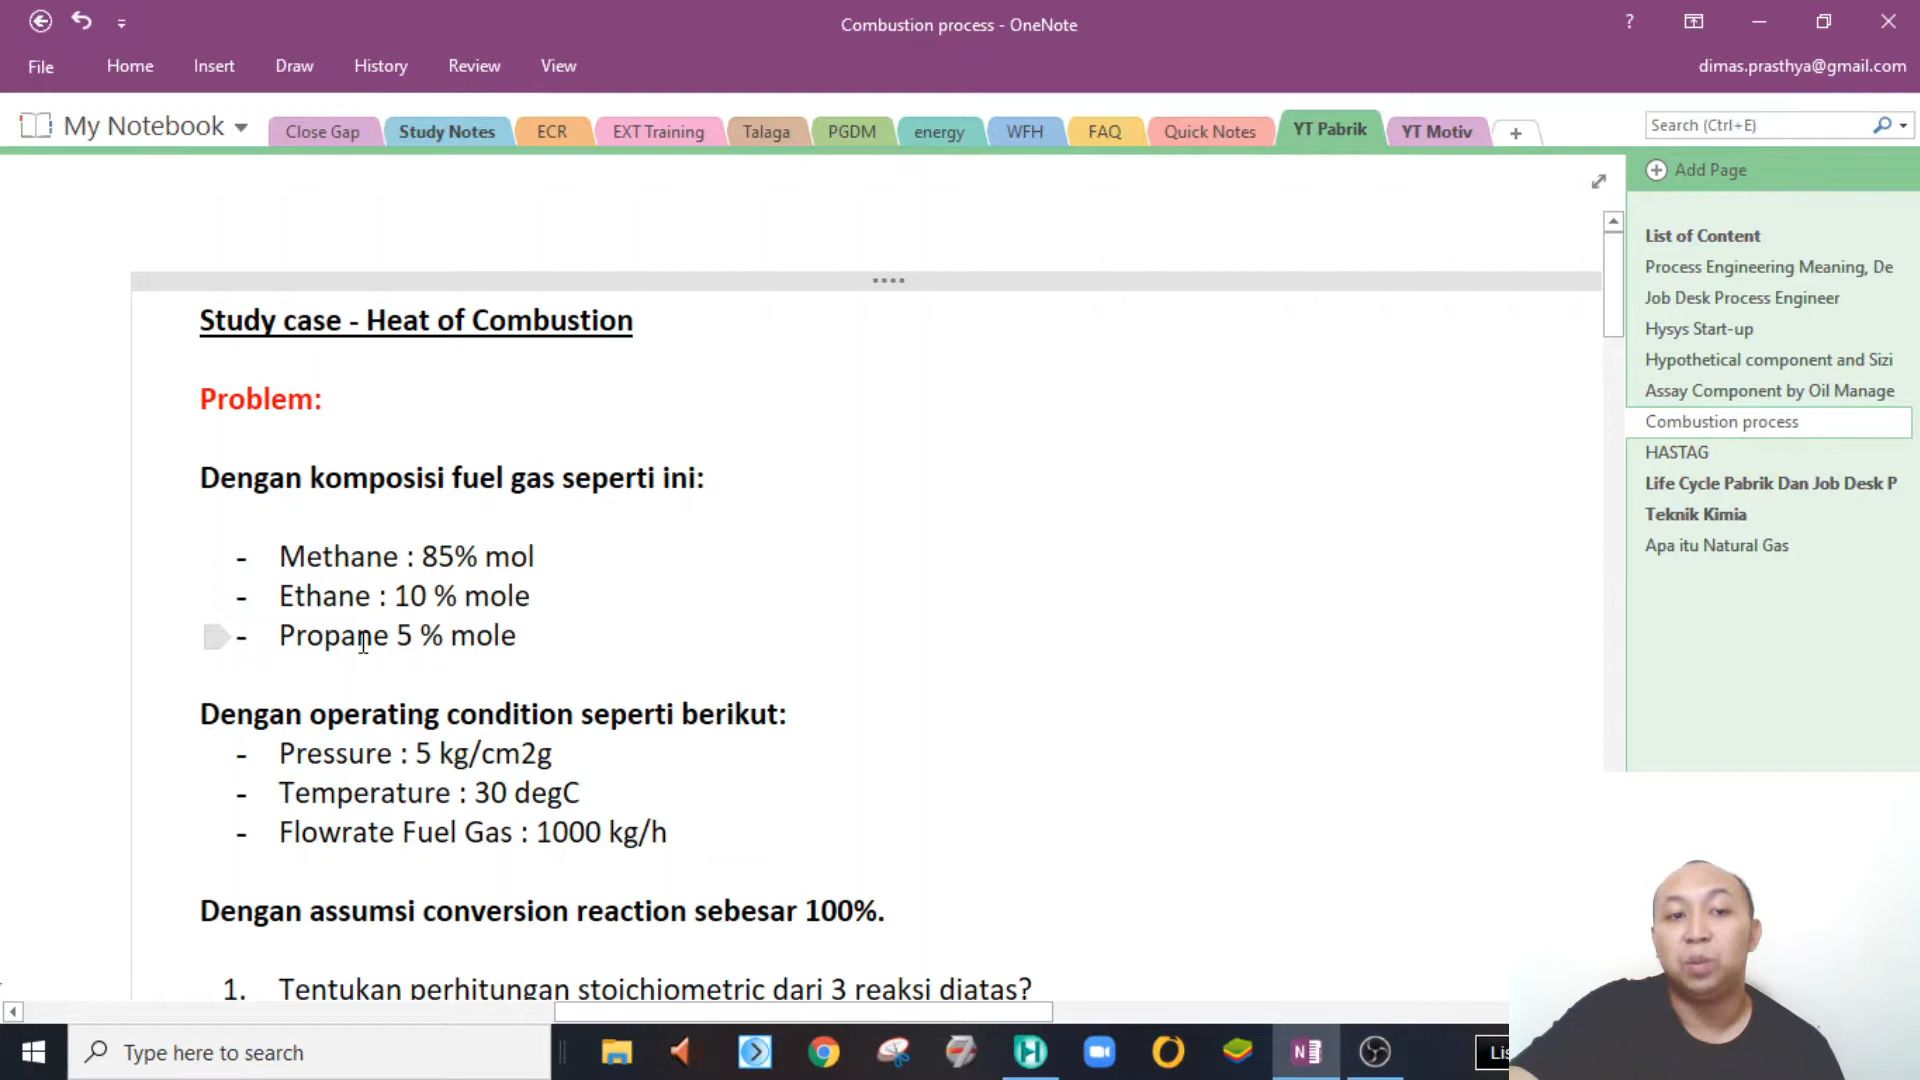 Combustion process - OneNote
?
File
Home
Insert
Draw
History
Review
View
dimas.prasthya@gmail.com
My Notebook
Close Gap
Study Notes
ECR
EXT Training
Talaga
PGDM
energy
WFH
FAQ
Quick Notes
YT Pabrik
YT Motiv
Search (Ctrl+E)
Add Page
List of Content
Process Engineering Meaning, De
Job Desk Process Engineer
Hysys Start-up
Hypothetical component and Sizi
Assay Component by Oil Manage
Combustion process
HASTAG
Life Cycle Pabrik Dan Job Desk P
Teknik Kimia
Apa itu Natural Gas
Study case - Heat of Combustion
Problem:
Dengan komposisi fuel gas seperti ini:
- Methane : 85% mol
- Ethane : 10 % mole
- Propane 5 % mole
Dengan operating condition seperti berikut:
- Pressure : 5 kg/cm2g
- Temperature : 30 degC
- Flowrate Fuel Gas : 1000 kg/h
Dengan assumsi conversion reaction sebesar 100%.
1. Tentukan perhitungan stoichiometric dari 3 reaksi diatas?
Type here to search